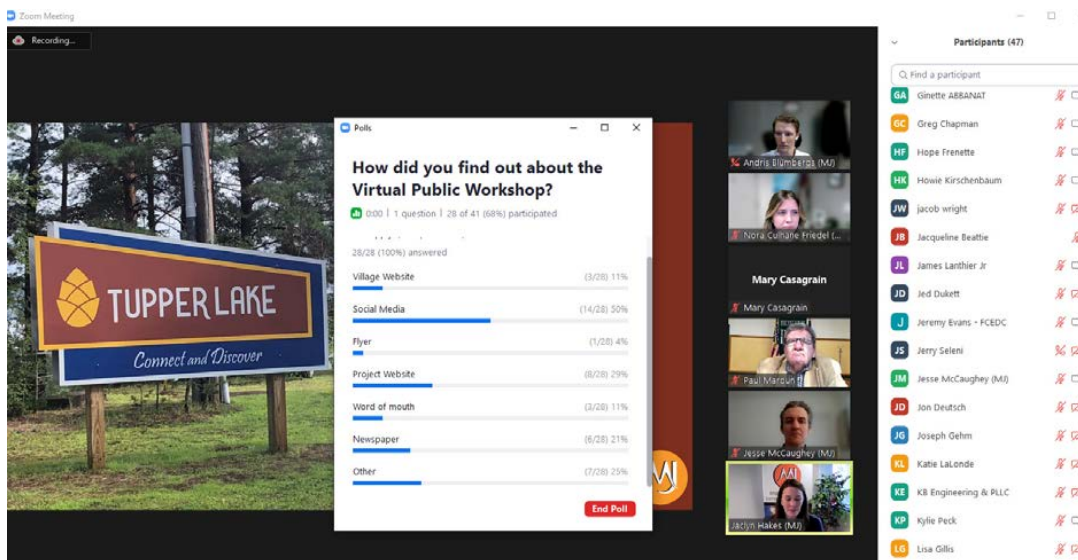 Zoom Meeting
Recording...
TUPPER LAKE
Connect and Discover
Polls
How did you find out about the
Virtual Public Workshop?
0:00 | 1 question | 28 of 41 (68%) participated
28/28 (100%) answered
Village Website (3/28) 11%
Social Media (14/28) 50%
Flyer (1/28) 4%
Project Website (8/28) 29%
Word of mouth (3/28) 11%
Newspaper (6/28) 21%
Other (7/28) 25%
End Poll
MJ
Andris Blumbergs (MJ)
Nora Culhane Friedel (...
Mary Casagrain
Mary Casagrain
Paul Maroun
Jesse McCaughey (MJ)
Jaclyn Hakes (MJ)
Participants (47)
Find a participant
GA Ginette ABBANAT
GC Greg Chapman
HF Hope Frenette
HK Howie Kirschenbaum
JW jacob wright
JB Jacqueline Beattie
JL James Lanthier Jr
JD Jed Dukett
J Jeremy Evans - FCEDC
JS Jerry Seleni
JM Jesse McCaughey (MJ)
JD Jon Deutsch
JG Joseph Gehm
KL Katie LaLonde
KE KB Engineering & PLLC
KP Kylie Peck
LG Lisa Gillis